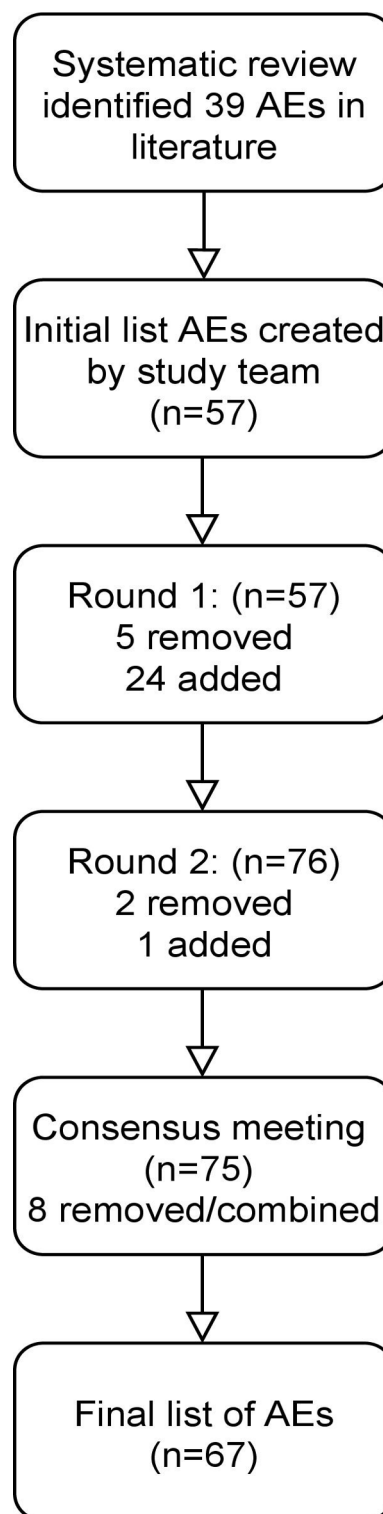 Systematic review
identified 39 AEs in
literature
Initial list AEs created
by study team
(n=57)
Round 1: (n=57)
5 removed
24 added
Round 2: (n=76)
2 removed
1 added
Consensus meeting
(n=75)
8 removed/combined
Final list of AEs
(n=67)